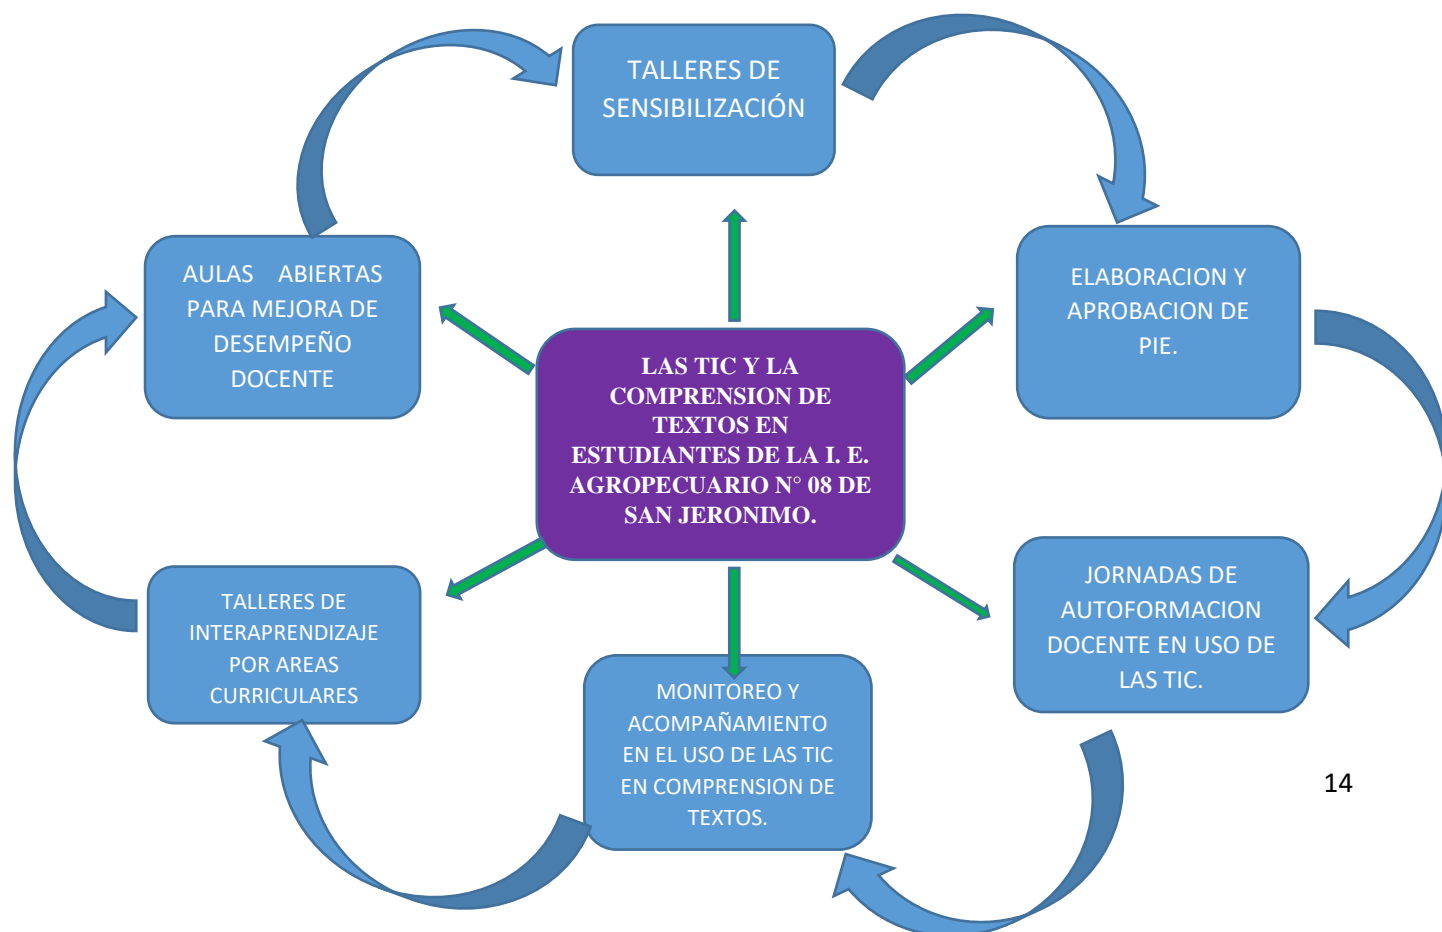 TALLERES DE
SENSIBILIZACIÓN
ELABORACION Y
APROBACION DE
PIE.
JORNADAS DE
AUTOFORMACION
DOCENTE EN USO DE
LAS TIC.
MONITOREO Y
ACOMPAÑAMIENTO
EN EL USO DE LAS TIC
EN COMPRENSION DE
TEXTOS.
TALLERES DE
INTERAPRENDIZAJE
POR AREAS
CURRICULARES
AULAS ABIERTAS
PARA MEJORA DE
DESEMPEÑO
DOCENTE
LAS TIC Y LA
COMPRENSION DE
TEXTOS EN
ESTUDIANTES DE LA I. E.
AGROPECUARIO N° 08 DE
SAN JERONIMO.
14